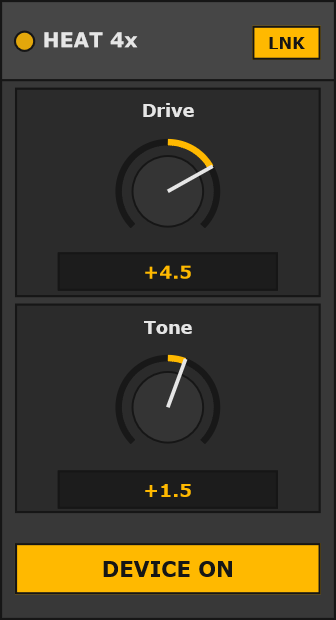 HEAT 4x
LNK
Drive
+4.5
Tone
+1.5
DEVICE ON